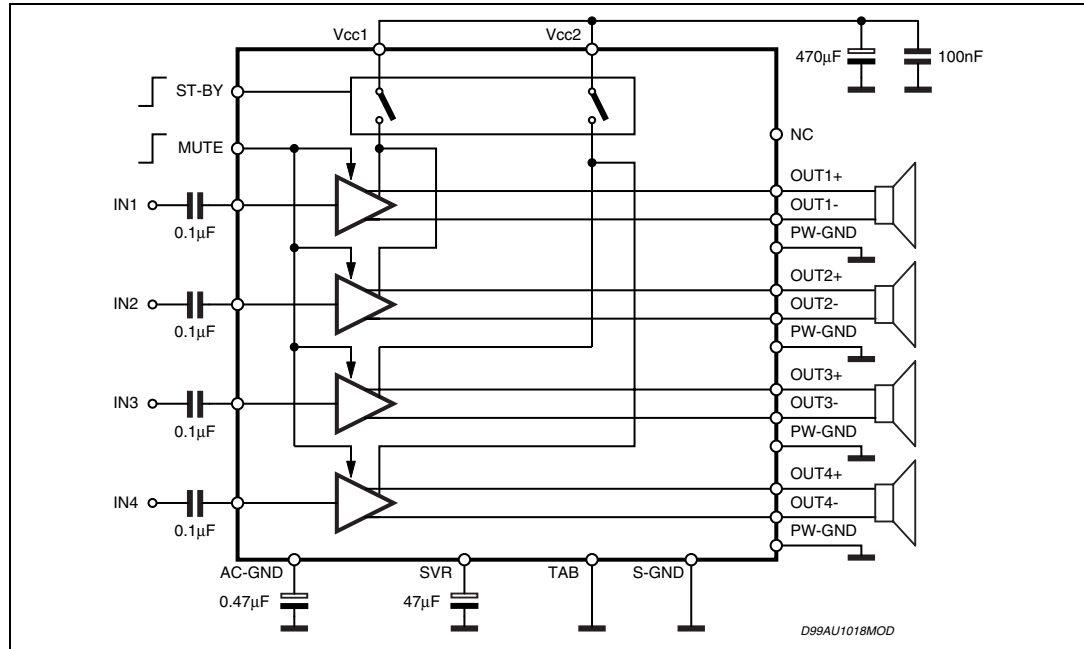 Vcc1
Vcc2
470μF
100nF
ST-BY
NC
MUTE
OUT1+
IN1
OUT1-
0.1μF
PW-GND
OUT2+
IN2
OUT2-
0.1μF
PW-GND
OUT3+
IN3
OUT3-
0.1μF
PW-GND
OUT4+
IN4
OUT4-
0.1μF
PW-GND
AC-GND
SVR
TAB
S-GND
0.47μF
47μF
D99AU1018MOD